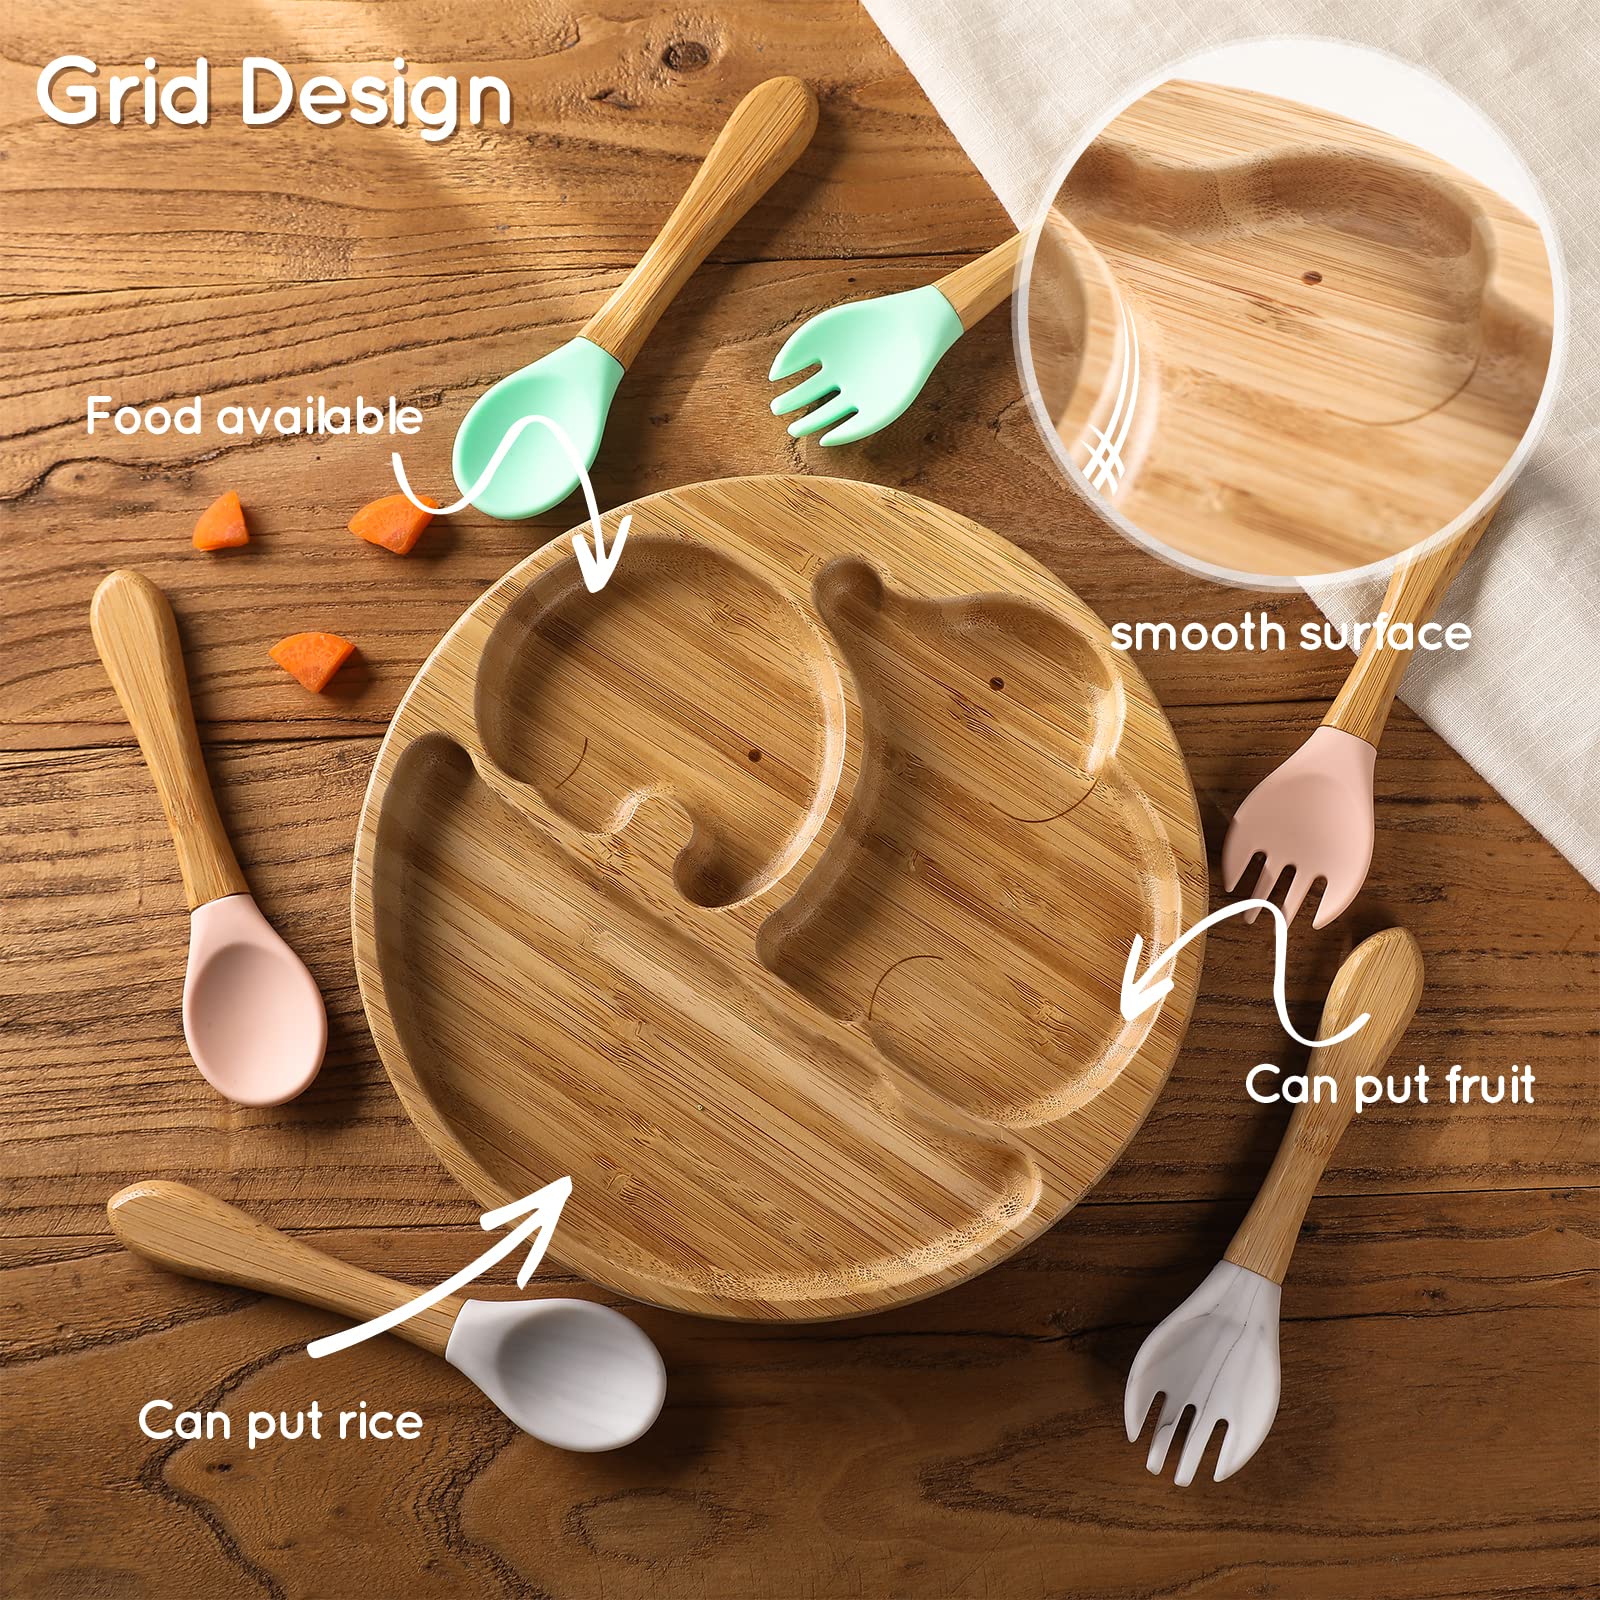 Grid Design
Food available
smooth surface
Can put fruit
Can put rice